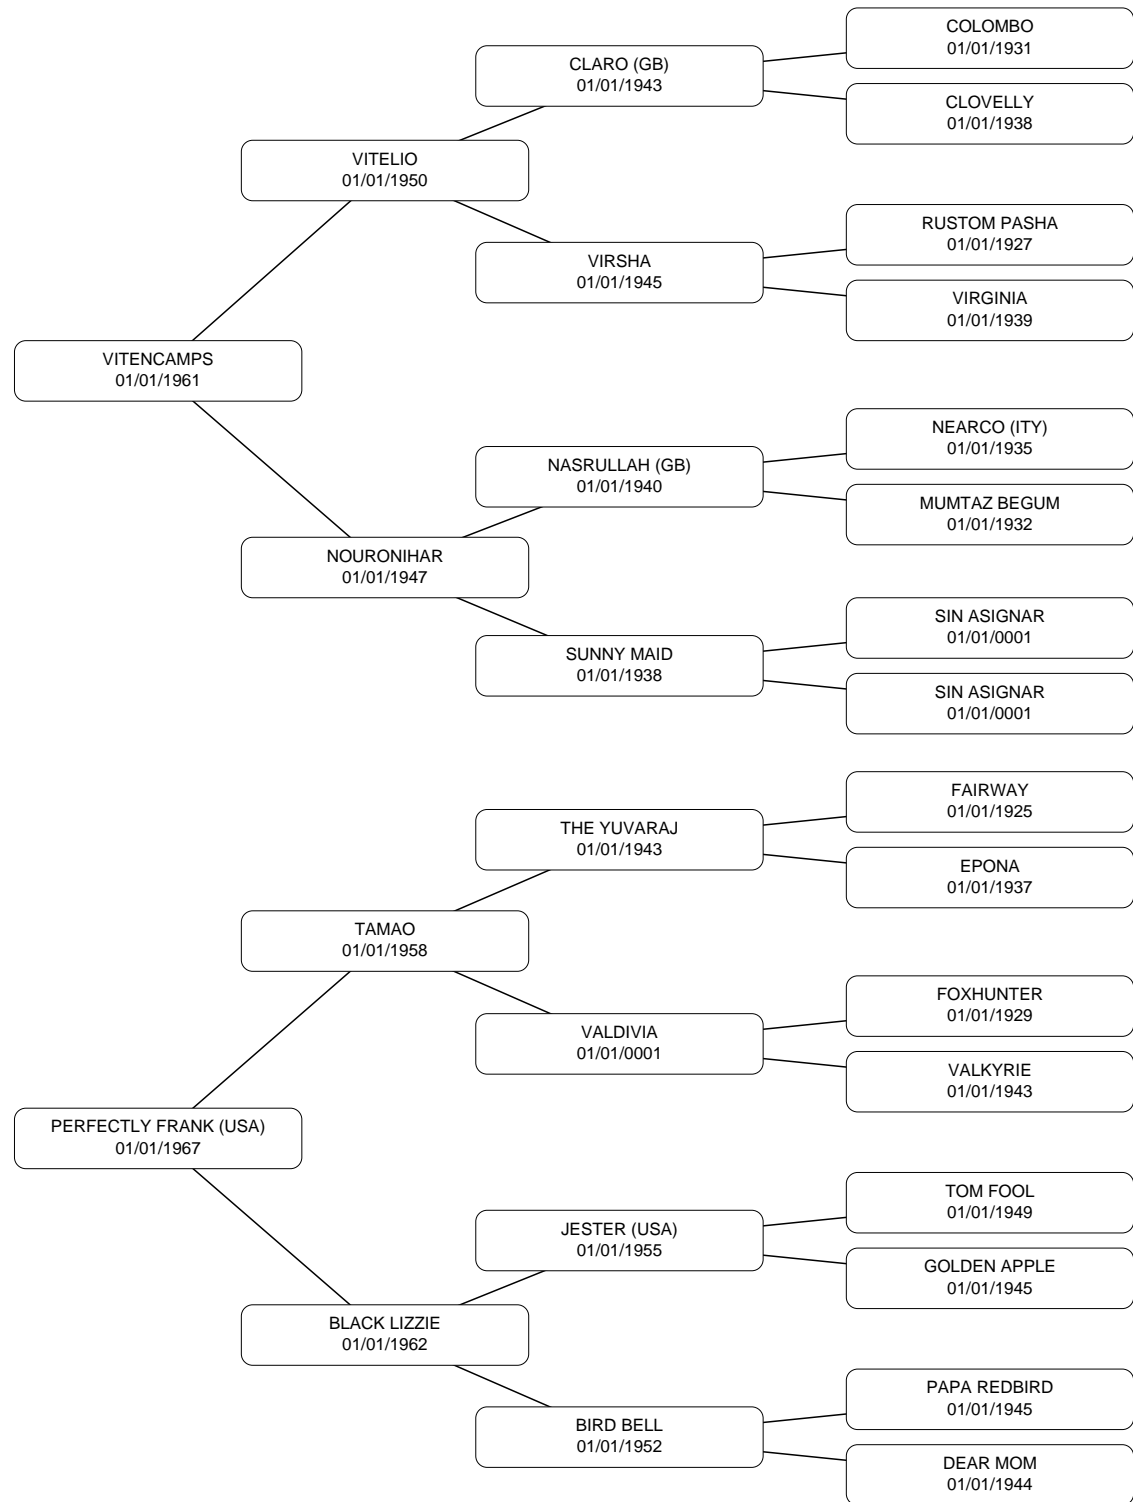 COLOMBO
01/01/1931
CLARO (GB)
01/01/1943
CLOVELLY
01/01/1938
VITELIO
01/01/1950
RUSTOM PASHA
01/01/1927
VIRSHA
01/01/1945
VIRGINIA
01/01/1939
VITENCAMPS
01/01/1961
NEARCO (ITY)
01/01/1935
NASRULLAH (GB)
01/01/1940
MUMTAZ BEGUM
01/01/1932
NOURONIHAR
01/01/1947
SIN ASIGNAR
01/01/0001
SUNNY MAID
01/01/1938
SIN ASIGNAR
01/01/0001
FAIRWAY
01/01/1925
THE YUVARAJ
01/01/1943
EPONA
01/01/1937
TAMAO
01/01/1958
FOXHUNTER
01/01/1929
VALDIVIA
01/01/0001
VALKYRIE
01/01/1943
PERFECTLY FRANK (USA)
01/01/1967
TOM FOOL
01/01/1949
JESTER (USA)
01/01/1955
GOLDEN APPLE
01/01/1945
BLACK LIZZIE
01/01/1962
PAPA REDBIRD
01/01/1945
BIRD BELL
01/01/1952
DEAR MOM
01/01/1944